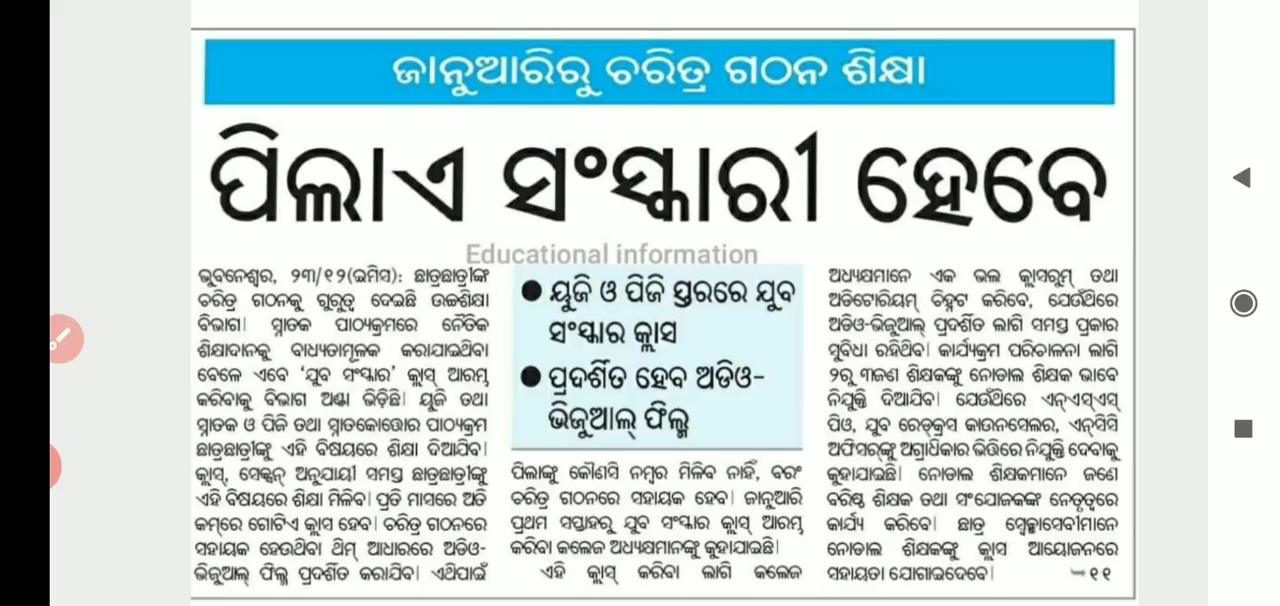 ଜାନୁଆରିରୁ ଚରିତ୍ର ଗଠନ ଶିକ୍ଷା
ପିଲାଏ ସଂସ୍କାରୀ ହେବେ
Educational information
ଭୁବନେଶ୍ୱର, ୨୩/୧୨(ଇମିସ): ଛାତ୍ରଛାତ୍ରୀଙ୍କ
ଚରିତ୍ର ଗଠନକୁ ଗୁରୁତ୍ୱ ଦେଇଛି ଉଚ୍ଚଶିକ୍ଷା
ବିଭାଗ। ସ୍ନାତକ ପାଠ୍ୟକ୍ରମରେ ନୈତିକ
ଶିକ୍ଷାଦାନକୁ ବାଧ୍ୟତାମୂଳକ କରାଯାଇଥିବା
ବେଳେ ଏବେ ‘ଯୁବ ସଂସ୍କାର’ କ୍ଲାସ୍ ଆରମ୍ଭ
କରିବାକୁ ବିଭାଗ ଅଣ୍ଟା ଭିଡ଼ିଛି। ୟୁଜି ତଥା
ସ୍ନାତକ ଓ ପିଜି ତଥା ସ୍ନାତକୋତ୍ତୋର ପାଠ୍ୟକ୍ରମ
ଛାତ୍ରଛାତ୍ରୀଙ୍କୁ ଏହି ବିଷୟରେ ଶିକ୍ଷା ଦିଆଯିବ।
କ୍ଲାସ୍, ସେକ୍ସନ୍ ଅନୁଯାୟୀ ସମସ୍ତ ଛାତ୍ରଛାତ୍ରୀଙ୍କୁ
ଏହି ବିଷୟରେ ଶିକ୍ଷା ମିଳିବ। ପ୍ରତି ମାସରେ ଅତି
କମ୍‌ରେ ଗୋଟିଏ କ୍ଲାସ ହେବ। ଚରିତ୍ର ଗଠନରେ
ସହାୟକ ହେଉଥିବା ଥିମ୍ ଆଧାରରେ ଅଡିଓ-
ଭିଜୁଆଲ୍ ଫିଲ୍ମ ପ୍ରଦର୍ଶିତ କରାଯିବ। ଏଥିପାଇଁ
● ୟୁଜି ଓ ପିଜି ସ୍ତରରେ ଯୁବ
ସଂସ୍କାର କ୍ଲାସ
● ପ୍ରଦର୍ଶିତ ହେବ ଅଡିଓ-
ଭିଜୁଆଲ୍ ଫିଲ୍ମ
ପିଲାଙ୍କୁ କୌଣସି ନମ୍ବର ମିଳିବ ନାହିଁ, ବରଂ
ଚରିତ୍ର ଗଠନରେ ସହାୟକ ହେବ। ଜାନୁଆରି
ପ୍ରଥମ ସପ୍ତାହରୁ ଯୁବ ସଂସ୍କାର କ୍ଲାସ୍ ଆରମ୍ଭ
କରିବା କଲେଜ ଅଧ୍ୟକ୍ଷମାନଙ୍କୁ କୁହାଯାଇଛି।
ଏହି କ୍ଲାସ୍ କରିବା ଲାଗି କଲେଜ
ଅଧ୍ୟକ୍ଷମାନେ ଏକ ଭଲ କ୍ଲାସରୁମ୍ ତଥା
ଅଡିଟୋରିୟମ୍ ଚିହ୍ନଟ କରିବେ, ଯେଉଁଥିରେ
ଅଡିଓ-ଭିଜୁଆଲ୍ ପ୍ରଦର୍ଶିତ ଲାଗି ସମସ୍ତ ପ୍ରକାର
ସୁବିଧା ରହିଥିବ। କାର୍ଯ୍ୟକ୍ରମ ପରିଚାଳନା ଲାଗି
୨ରୁ ୩ଜଣ ଶିକ୍ଷକଙ୍କୁ ନୋଡାଲ ଶିକ୍ଷକ ଭାବେ
ନିଯୁକ୍ତି ଦିଆଯିବ। ଯେଉଁଥିରେ ଏନ୍‌ଏସ୍‌ଏସ୍
ପିଓ, ଯୁବ ରେଡ୍‌କ୍ରସ କାଉନସେଲର, ଏନ୍‌ସିସି
ଅଫିସର୍‌ଙ୍କୁ ଅଗ୍ରାଧିକାର ଭିତ୍ତିରେ ନିଯୁକ୍ତି ଦେବାକୁ
କୁହାଯାଇଛି। ନୋଡାଲ ଶିକ୍ଷକମାନେ ଜଣେ
ବରିଷ୍ଠ ଶିକ୍ଷକ ତଥା ସଂଯୋଜକଙ୍କ ନେତୃତ୍ୱରେ
କାର୍ଯ୍ୟ କରିବେ। ଛାତ୍ର ସ୍ୱେଚ୍ଛାସେବୀମାନେ
ନୋଡାଲ ଶିକ୍ଷକଙ୍କୁ କ୍ଲାସ ଆୟୋଜନରେ
ସହାୟତା ଯୋଗାଇଦେବେ। ➥୧୧